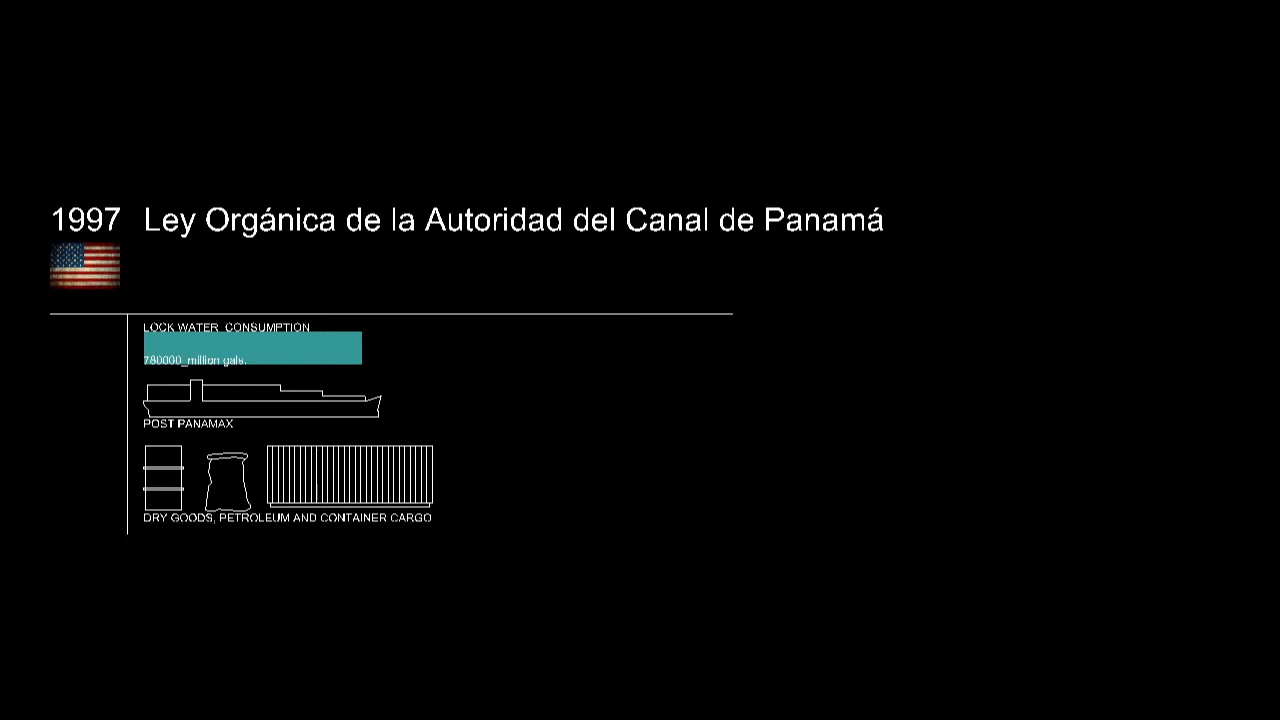 1997 Ley Orgánica de la Autoridad del Canal de Panamá
LOCK WATER CONSUMPTION
780000_million gals.
POST PANAMAX
DRY GOODS, PETROLEUM AND CONTAINER CARGO